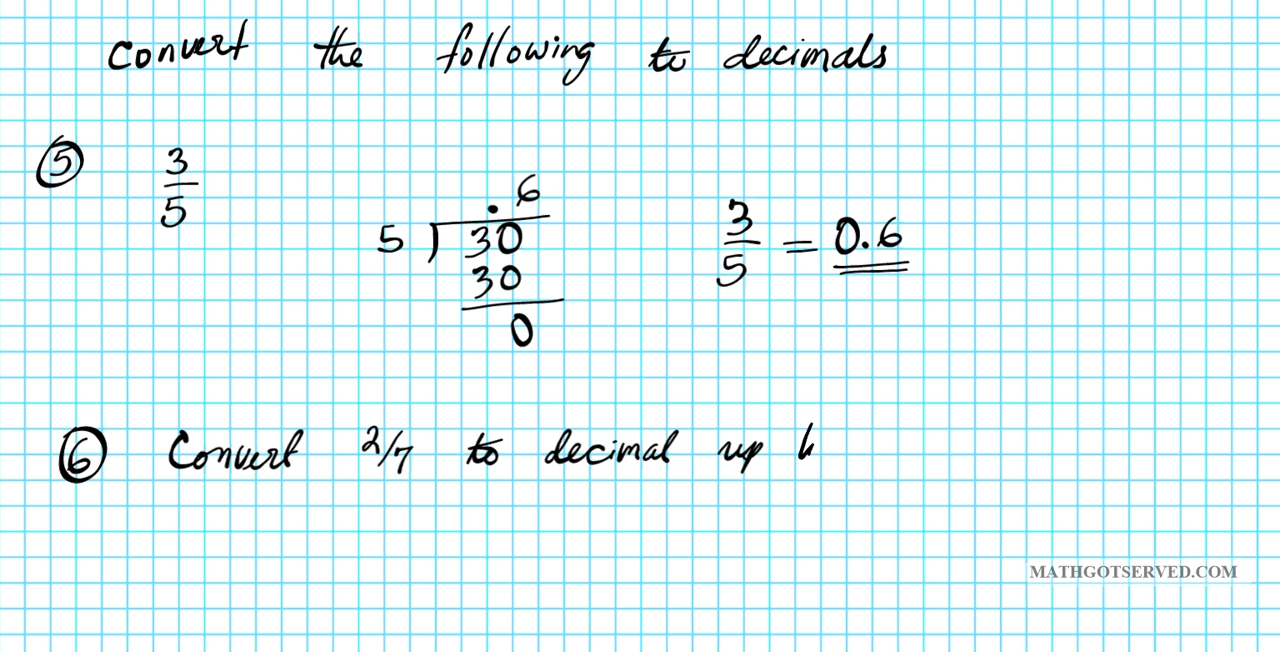 Convert the following to decimals
⑤ 3/5 .6 3/5 = 0.6
5 ) 30
30
0
⑥ Convert 2/7 to decimal up
MATHGOTSERVED.COM